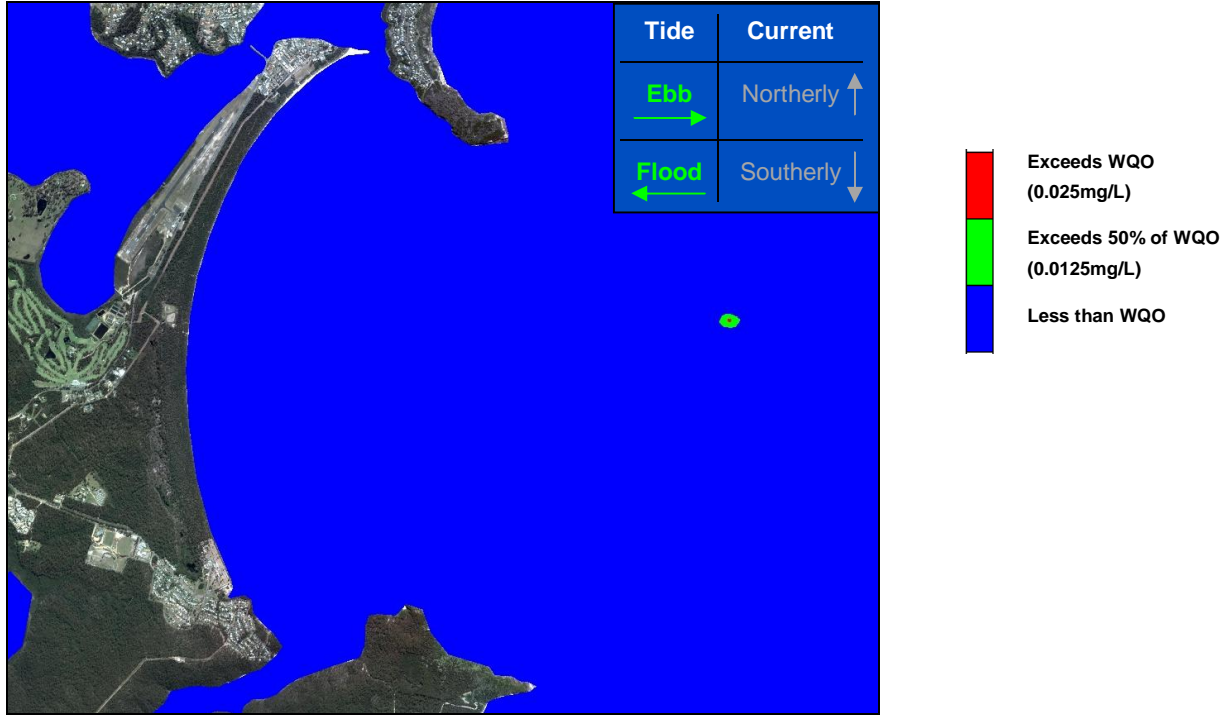 Tide Current
Ebb Northerly
Flood Southerly
Exceeds WQO
(0.025mg/L)
Exceeds 50% of WQO
(0.0125mg/L)
Less than WQO